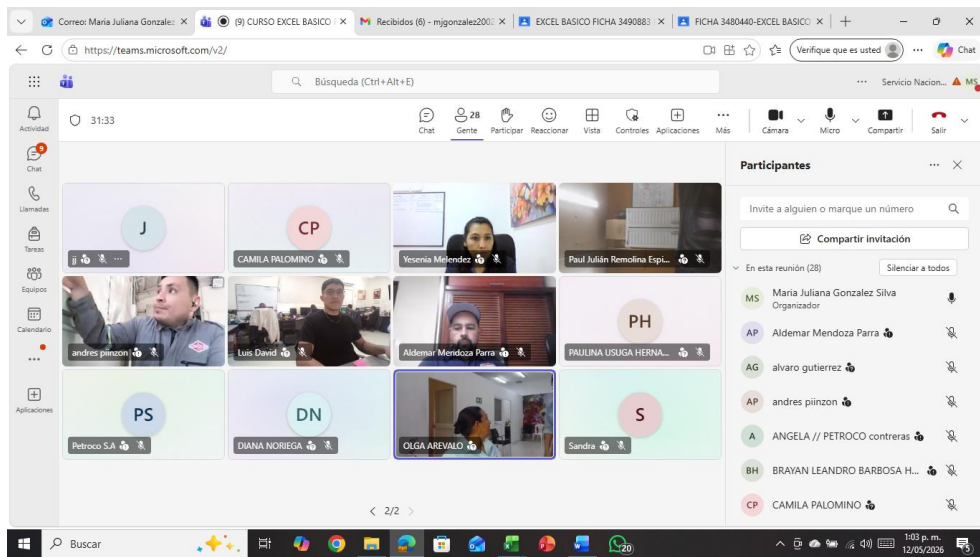 Correo: Maria Juliana Gonzalez
(9) CURSO EXCEL BASICO
Recibidos (6) - mjgonzalez2002
EXCEL BASICO FICHA 3490883
FICHA 3480440-EXCEL BASICO
https://teams.microsoft.com/v2/
Verifique que es usted
Chat
Búsqueda (Ctrl+Alt+E)
Servicio Nacion...
MS
Actividad
9
Chat
Llamadas
Tareas
Equipos
Calendario
Aplicaciones
31:33
Chat
28
Gente
Participar
Reaccionar
Vista
Controles
Aplicaciones
Más
Cámara
Micro
Compartir
Salir
J
jj
CP
CAMILA PALOMINO
Yesenia Melendez
Paul Julián Remolina Espi...
andres piinzon
Luis David
Aldemar Mendoza Parra
PH
PAULINA USUGA HERNA...
PS
Petroco S.A
DN
DIANA NORIEGA
OLGA AREVALO
S
Sandra
2/2
Participantes
Invite a alguien o marque un número
Compartir invitación
En esta reunión (28)
Silenciar a todos
MS
Maria Juliana Gonzalez Silva
Organizador
AP
Aldemar Mendoza Parra
AG
alvaro gutierrez
AP
andres piinzon
A
ANGELA // PETROCO contreras
BH
BRAYAN LEANDRO BARBOSA H...
CP
CAMILA PALOMINO
Buscar
20
1:03 p. m.
12/05/2026